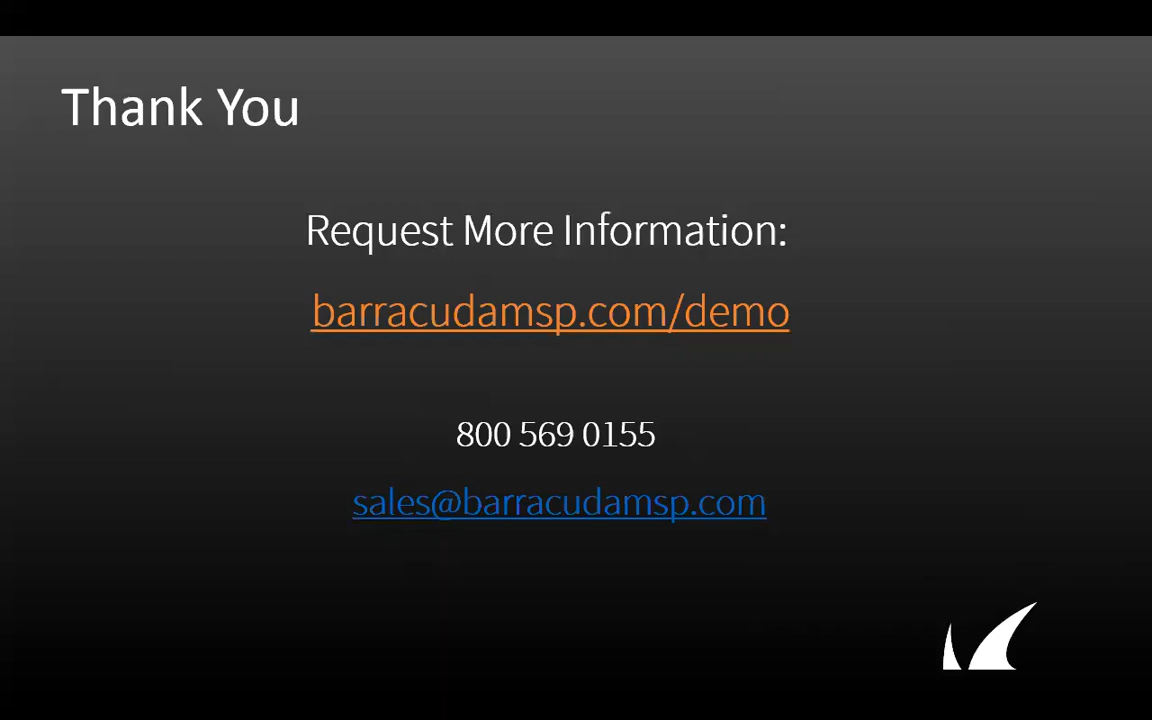 Thank You
Request More Information:
barracudamsp.com/demo
800 569 0155
sales@barracudamsp.com